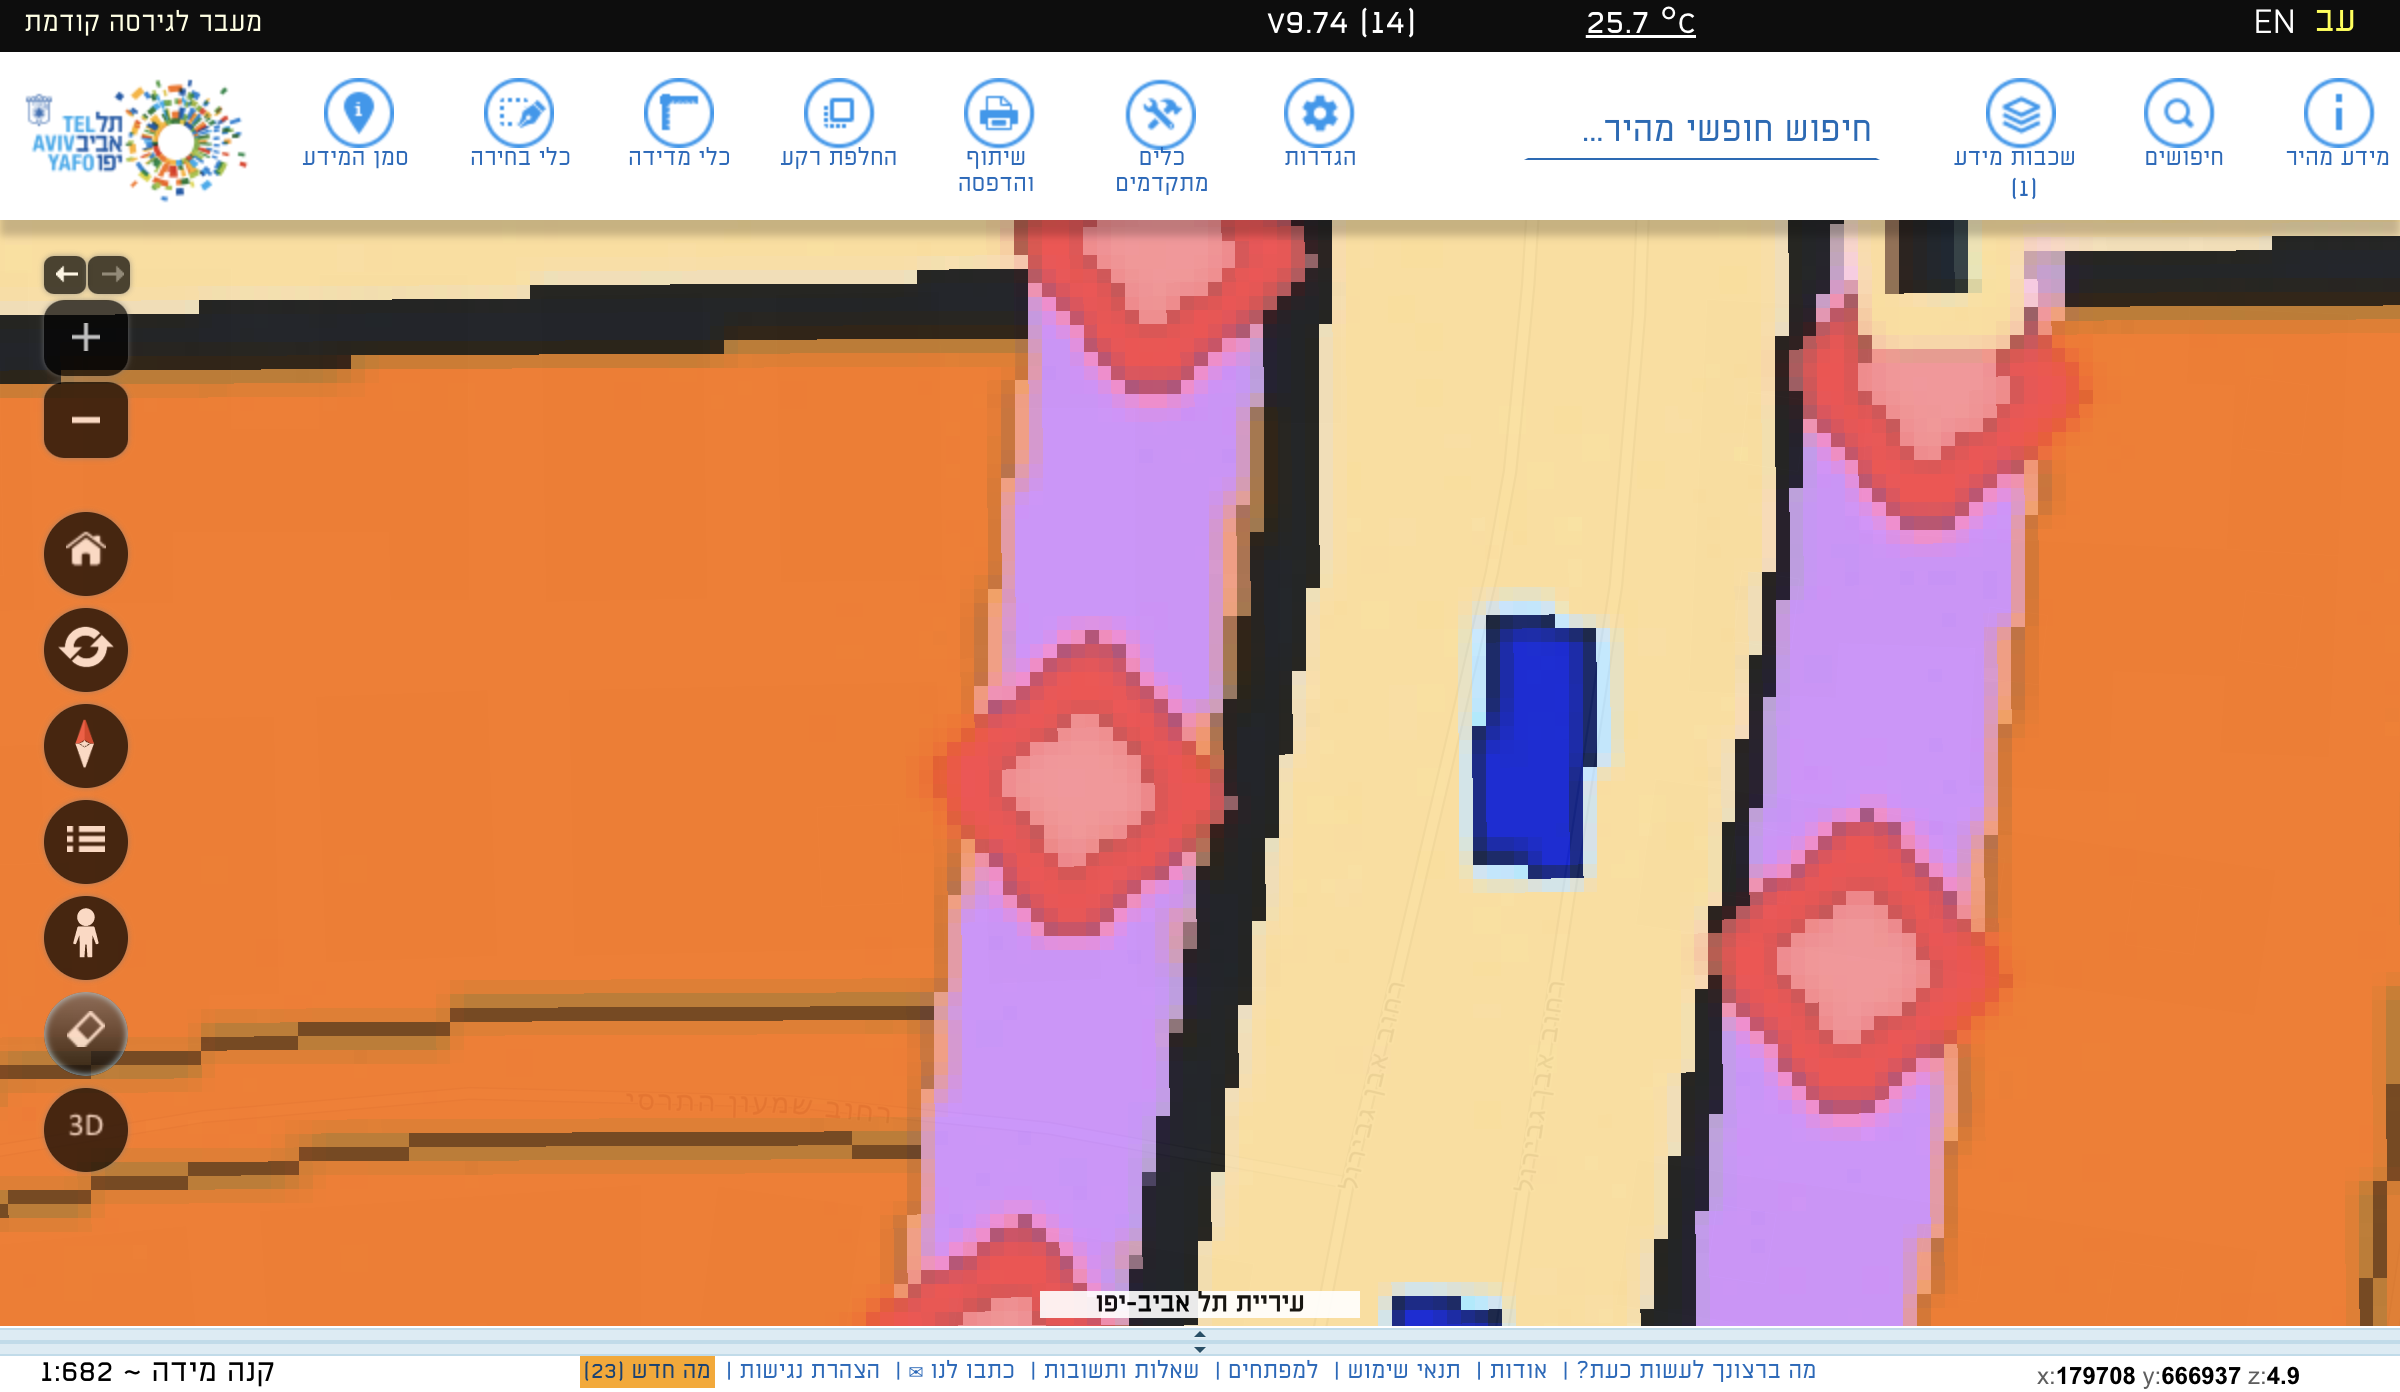 עב EN
25.7 °C
V9.74 (14)
מעבר לגירסה קודמת
מידע מהיר
חיפושים
שכבות מידע
(1)
חיפוש חופשי מהיר...
הגדרות
כלים
מתקדמים
שיתוף
והדפסה
החלפת רקע
כלי מדידה
כלי בחירה
סמן המידע
תל
אביב
יפו
TEL
AVIV
YAFO
רחוב אבן גבירול
רחוב אבן גבירול
רחוב שמעון התרסי
3D
עיריית תל אביב-יפו
מה ברצונך לעשות כעת? | אודות | תנאי שימוש | למפתחים | שאלות ותשובות | כתבו לנו ✉ | הצהרת נגישות | מה חדש (23)
קנה מידה ~ 1:682
x:179708 y:666937 z:4.9